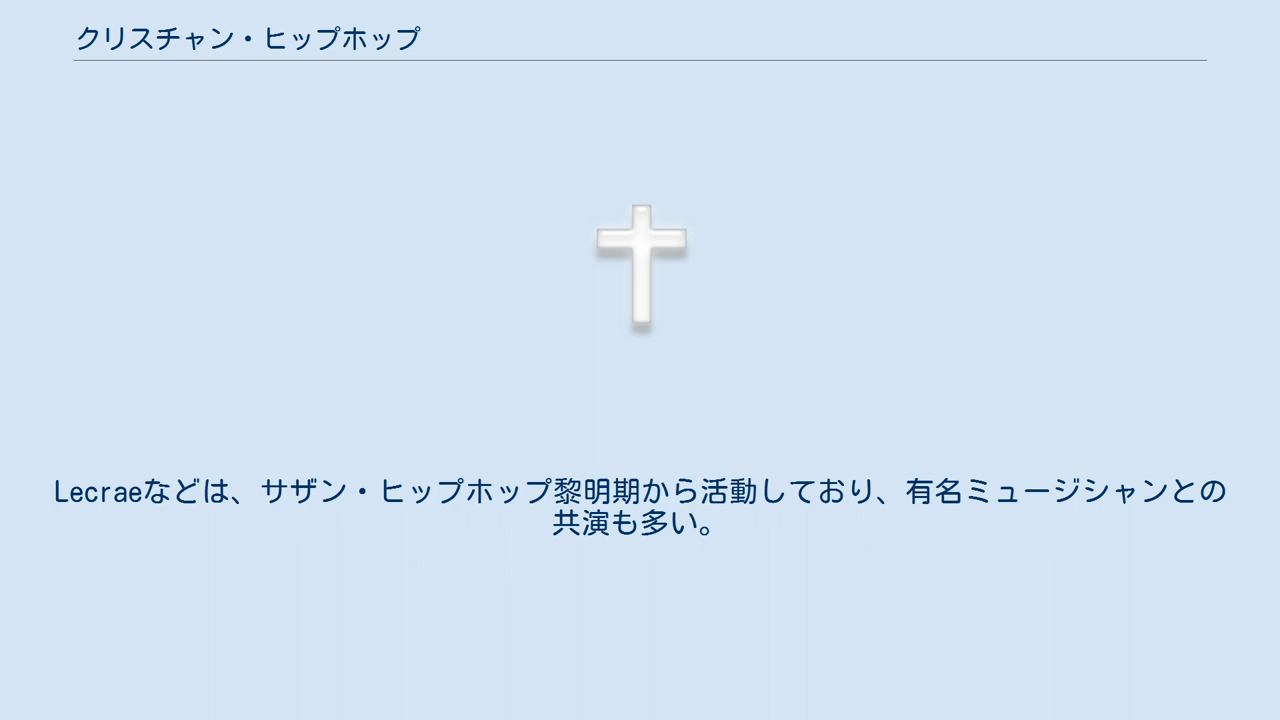 クリスチャン・ヒップホップ
Lecraeなどは、サザン・ヒップホップ黎明期から活動しており、有名ミュージシャンとの
共演も多い。